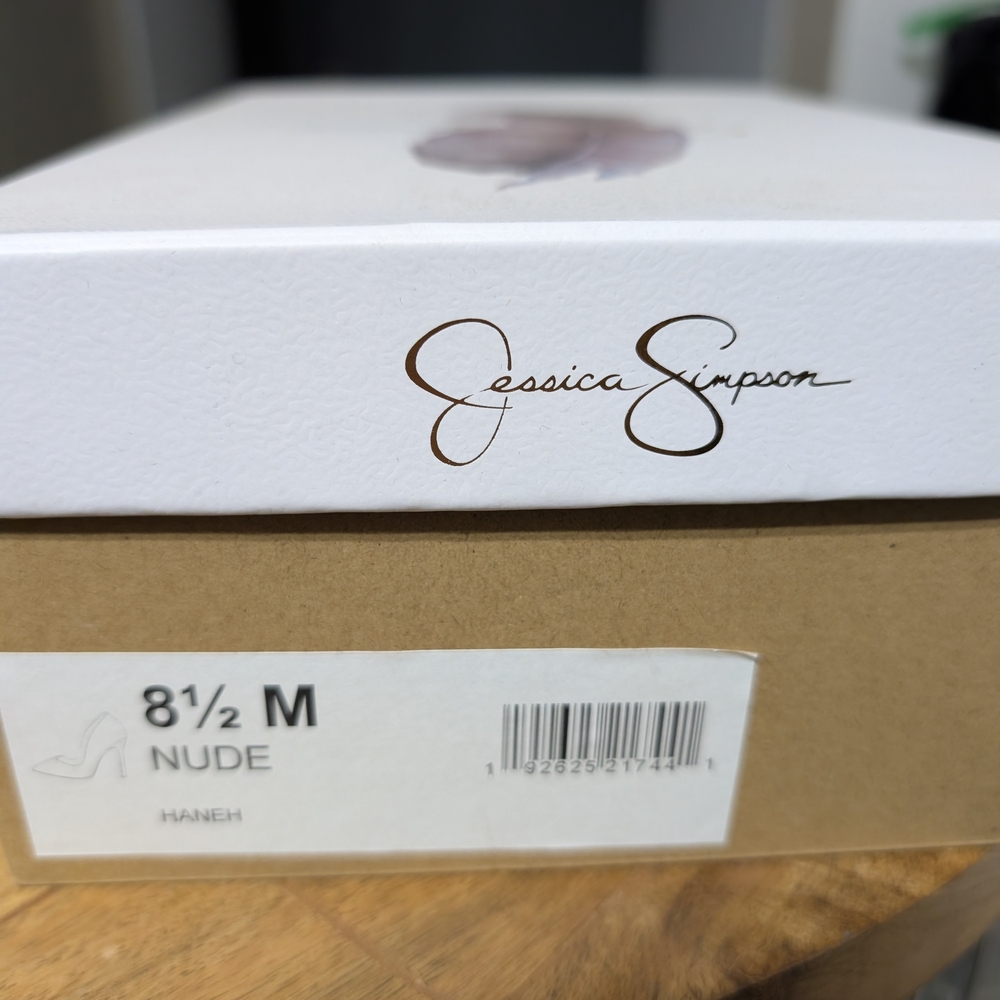 Jessica Simpson
8½ M
NUDE
HANEH
1 92625 21744 1